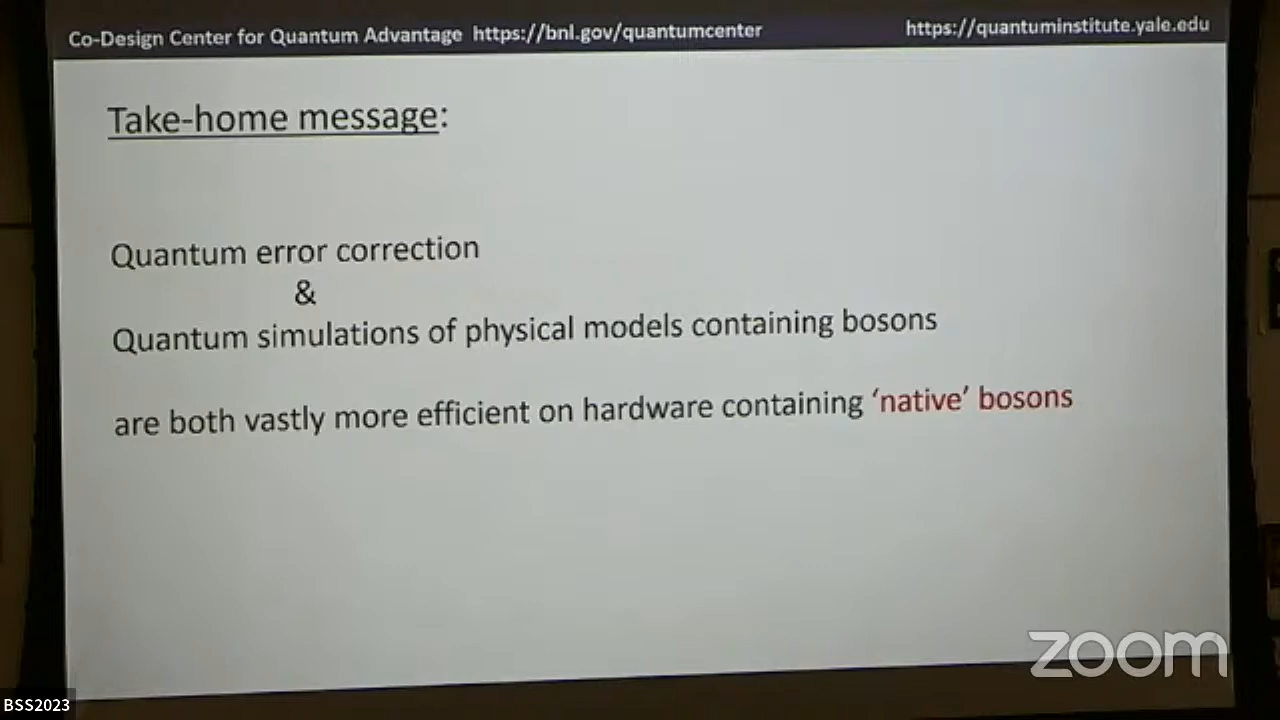 Co-Design Center for Quantum Advantage https://bnl.gov/quantumcenter
https://quantuminstitute.yale.edu
Take-home message:
Quantum error correction
&
Quantum simulations of physical models containing bosons
are both vastly more efficient on hardware containing ‘native’ bosons
zoom
BSS2023